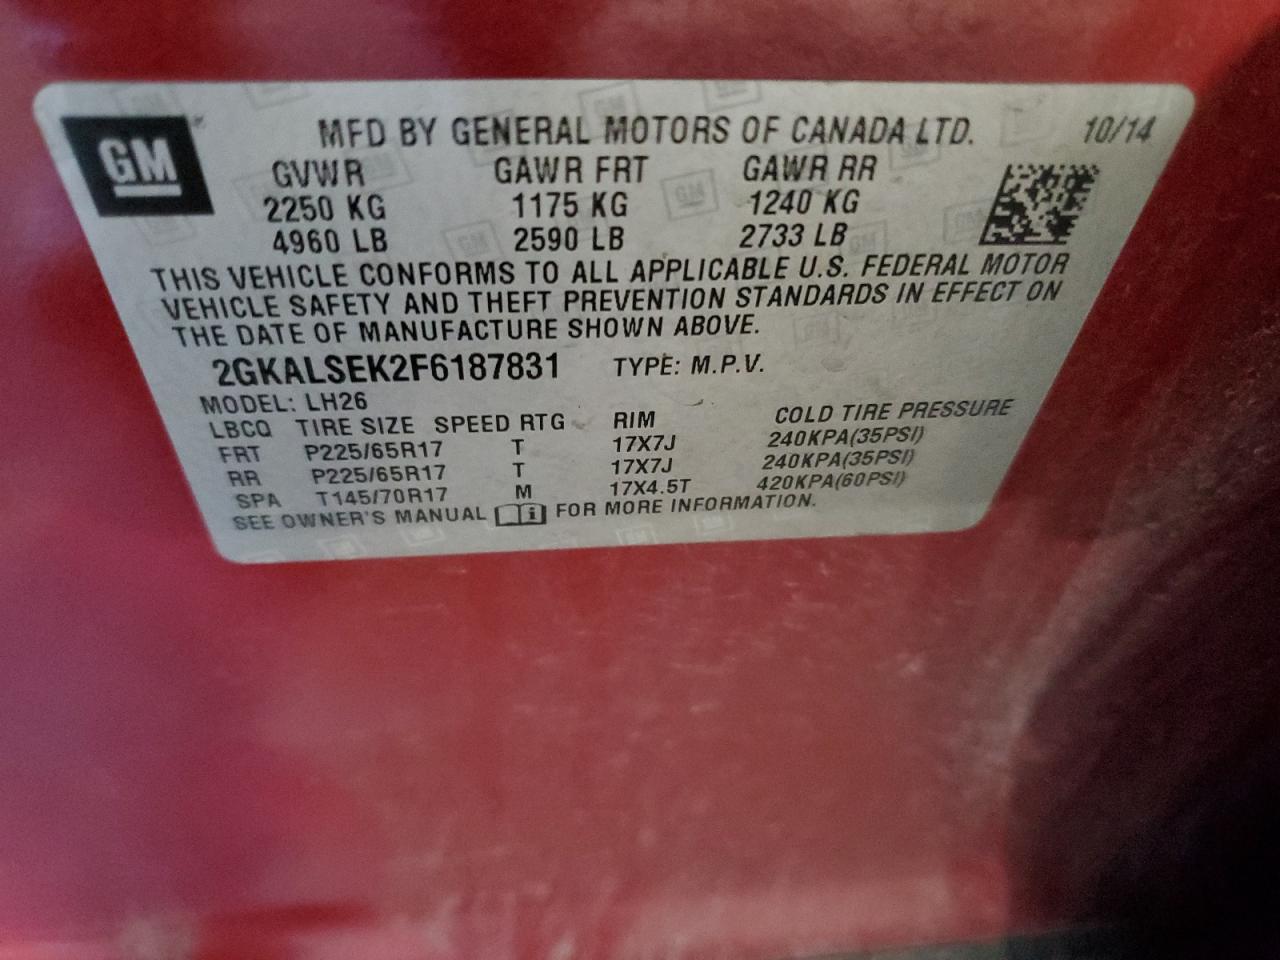 GM
MFD BY GENERAL MOTORS OF CANADA LTD. 10/14
GVWR GAWR FRT GAWR RR
2250 KG 1175 KG 1240 KG
4960 LB 2590 LB 2733 LB
THIS VEHICLE CONFORMS TO ALL APPLICABLE U.S. FEDERAL MOTOR
VEHICLE SAFETY AND THEFT PREVENTION STANDARDS IN EFFECT ON
THE DATE OF MANUFACTURE SHOWN ABOVE.
2GKALSEK2F6187831 TYPE: M.P.V.
MODEL: LH26
LBCQ TIRE SIZE SPEED RTG RIM COLD TIRE PRESSURE
FRT P225/65R17 T 17X7J 240KPA(35PSI)
RR P225/65R17 T 17X7J 240KPA(35PSI)
SPA T145/70R17 M 17X4.5T 420KPA(60PSI)
SEE OWNER'S MANUAL i FOR MORE INFORMATION.